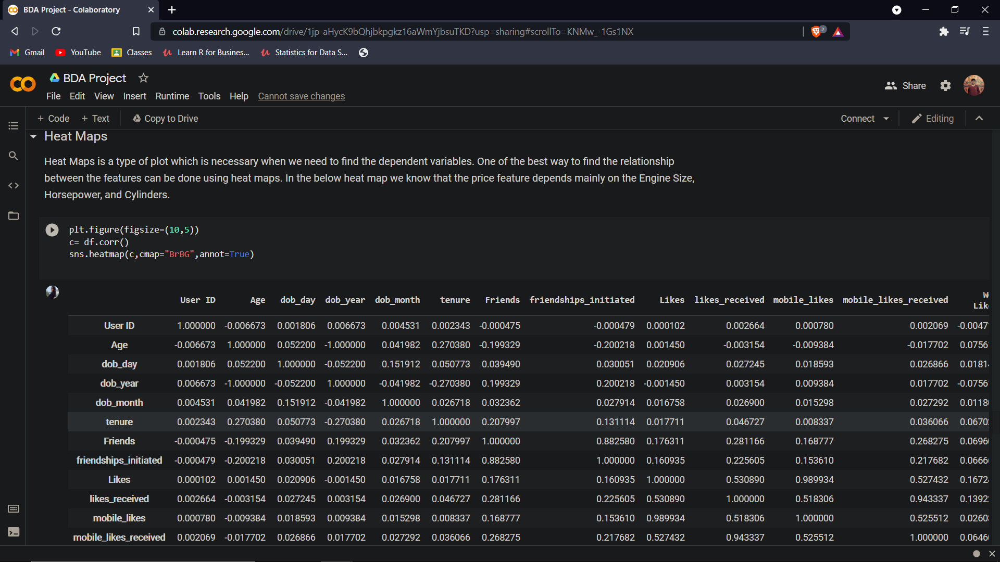 BDA Project - Colaboratory
colab.research.google.com/drive/1jp-aHycK9bQhjbkpgkz16aWmYjbsuTKD?usp=sharing#scrollTo=KNMw_-1Gs1NX
2
Gmail YouTube Classes Learn R for Busines... Statistics for Data S...
BDA Project
Share
File Edit View Insert Runtime Tools Help Cannot save changes
+ Code + Text Copy to Drive Connect Editing
Heat Maps
Heat Maps is a type of plot which is necessary when we need to find the dependent variables. One of the best way to find the relationship
between the features can be done using heat maps. In the below heat map we know that the price feature depends mainly on the Engine Size,
Horsepower, and Cylinders.
plt.figure(figsize=(10,5))
c= df.corr()
sns.heatmap(c,cmap="BrBG",annot=True)
User ID Age dob_day dob_year dob_month tenure Friends friendships_initiated Likes likes_received mobile_likes mobile_likes_received
User ID 1.000000 -0.006673 0.001806 0.006673 0.004531 0.002343 -0.000475 -0.000479 0.000102 0.002664 0.000780 0.002069 -0.0047
Age -0.006673 1.000000 0.052200 -1.000000 0.041982 0.270380 -0.199329 -0.200218 0.001450 -0.003154 -0.009384 -0.017702 0.0756
dob_day 0.001806 0.052200 1.000000 -0.052200 0.151912 0.050773 0.039490 0.030051 0.020906 0.027245 0.018593 0.026866 0.0181
dob_year 0.006673 -1.000000 -0.052200 1.000000 -0.041982 -0.270380 0.199329 0.200218 -0.001450 0.003154 0.009384 0.017702 -0.0756
dob_month 0.004531 0.041982 0.151912 -0.041982 1.000000 0.026718 0.032362 0.027914 0.016758 0.026900 0.015298 0.027292 0.0118
tenure 0.002343 0.270380 0.050773 -0.270380 0.026718 1.000000 0.207997 0.131114 0.017711 0.046727 0.008337 0.036066 0.0670
Friends -0.000475 -0.199329 0.039490 0.199329 0.032362 0.207997 1.000000 0.882580 0.176311 0.281166 0.168777 0.268275 0.0696
friendships_initiated -0.000479 -0.200218 0.030051 0.200218 0.027914 0.131114 0.882580 1.000000 0.160935 0.225605 0.153610 0.217682 0.0666
Likes 0.000102 0.001450 0.020906 -0.001450 0.016758 0.017711 0.176311 0.160935 1.000000 0.530890 0.989934 0.527432 0.1672
likes_received 0.002664 -0.003154 0.027245 0.003154 0.026900 0.046727 0.281166 0.225605 0.530890 1.000000 0.518306 0.943337 0.1392
mobile_likes 0.000780 -0.009384 0.018593 0.009384 0.015298 0.008337 0.168777 0.153610 0.989934 0.518306 1.000000 0.525512 0.0260
mobile_likes_received 0.002069 -0.017702 0.026866 0.017702 0.027292 0.036066 0.268275 0.217682 0.527432 0.943337 0.525512 1.000000 0.0646